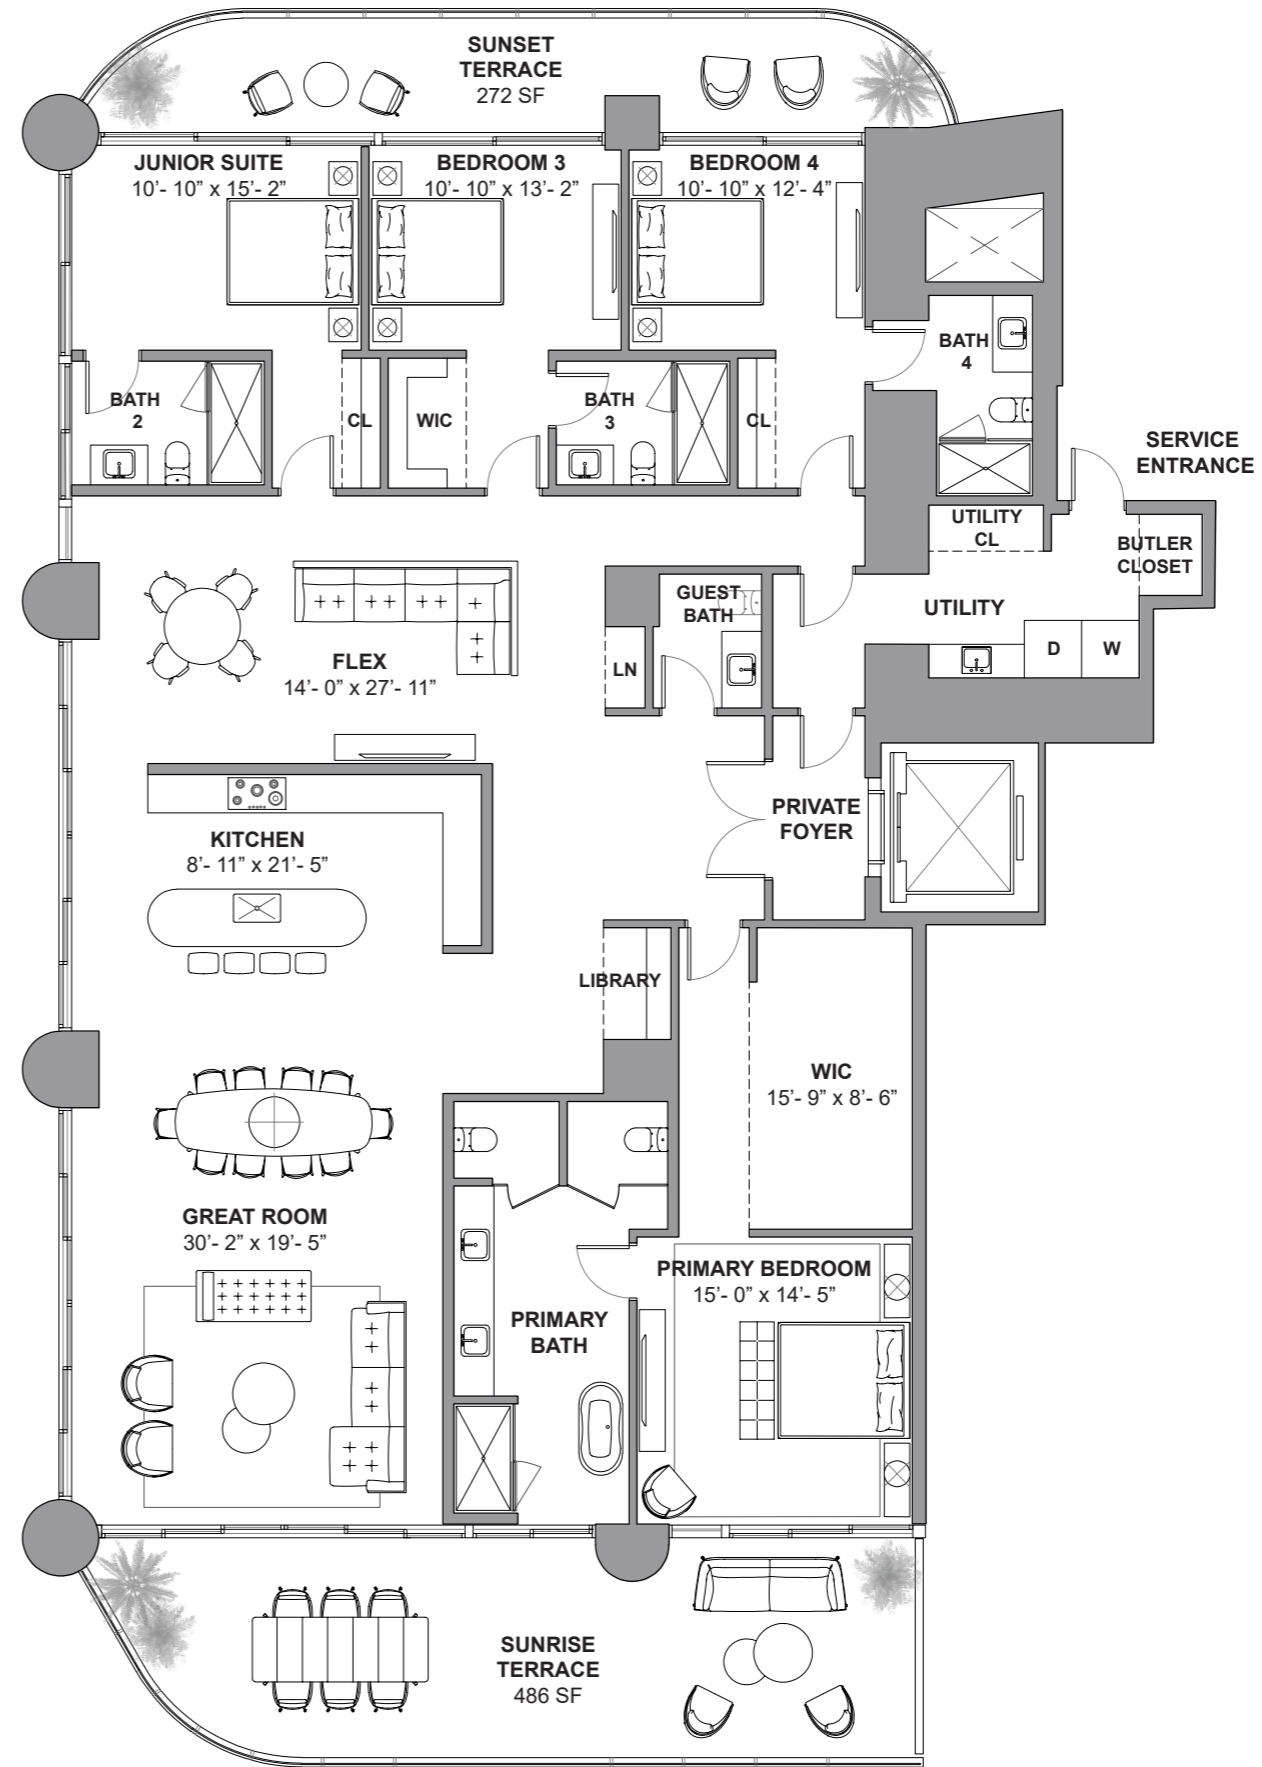 SUNSET
TERRACE
272 SF
JUNIOR SUITE
10’- 10” x 15’- 2”
BEDROOM 3
10’- 10” x 13’- 2”
BEDROOM 4
10’- 10” x 12’- 4”
BATH
4
BATH
2
CL
WIC
BATH
3
CL
SERVICE
ENTRANCE
UTILITY
CL
BUTLER
CLOSET
GUEST
BATH
UTILITY
D
W
LN
FLEX
14’- 0” x 27’- 11”
PRIVATE
FOYER
KITCHEN
8’- 11” x 21’- 5”
LIBRARY
WIC
15’- 9” x 8’- 6”
GREAT ROOM
30’- 2” x 19’- 5”
PRIMARY BEDROOM
15’- 0” x 14’- 5”
PRIMARY
BATH
SUNRISE
TERRACE
486 SF